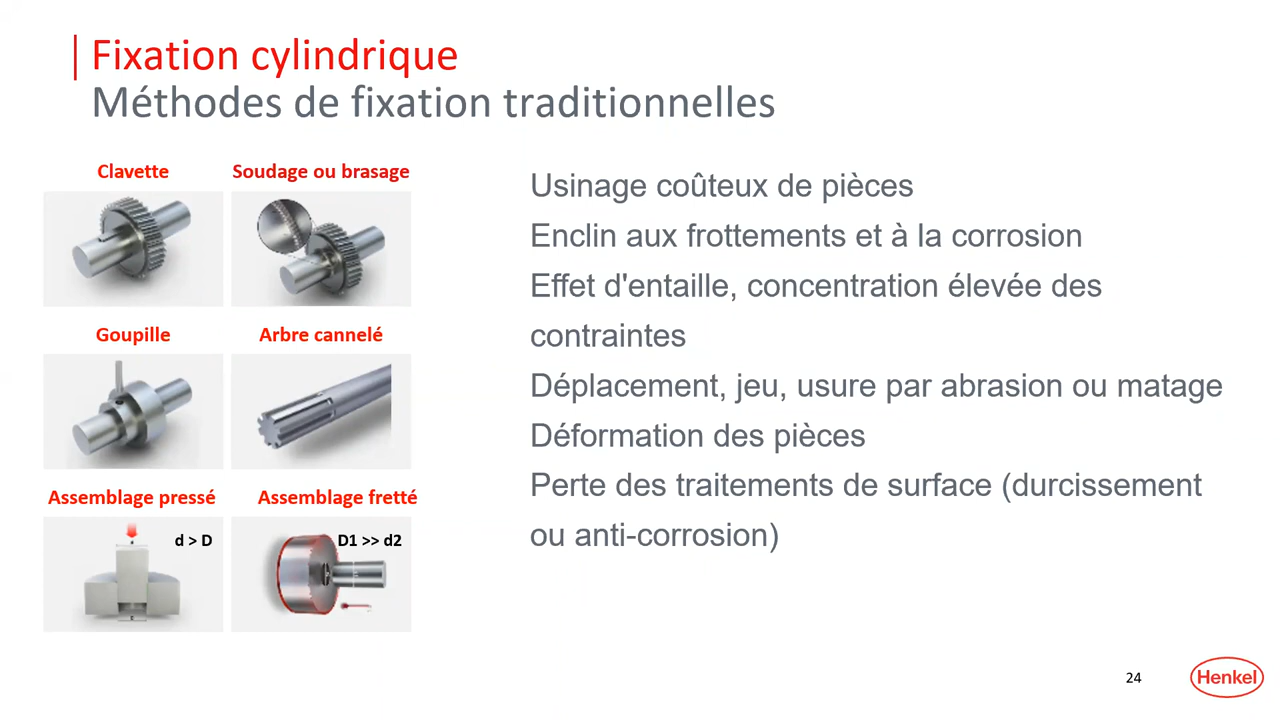 Fixation cylindrique
Méthodes de fixation traditionnelles
Clavette
Soudage ou brasage
Goupille
Arbre cannelé
Assemblage pressé
Assemblage fretté
d > D
D1 >> d2
Usinage coûteux de pièces
Enclin aux frottements et à la corrosion
Effet d'entaille, concentration élevée des
contraintes
Déplacement, jeu, usure par abrasion ou matage
Déformation des pièces
Perte des traitements de surface (durcissement
ou anti-corrosion)
24
Henkel